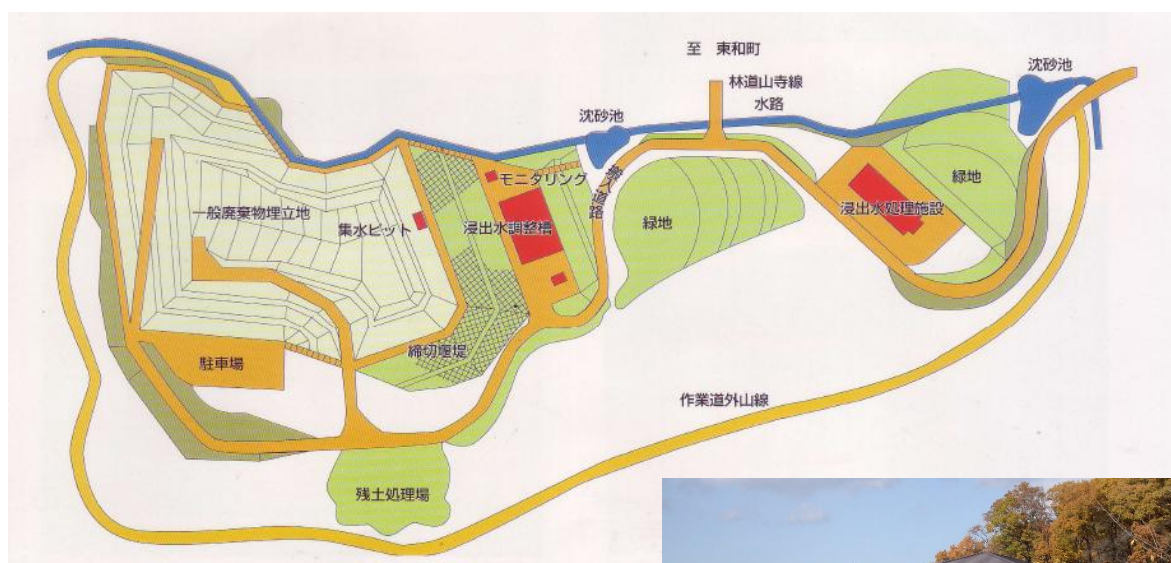 至 東和町
林道山寺線
水路
沈砂池
沈砂池
モニタリング
搬入道路
一般廃棄物埋立地
集水ピット
浸出水調整槽
緑地
浸出水処理施設
緑地
締切堰堤
駐車場
作業道外山線
残土処理場